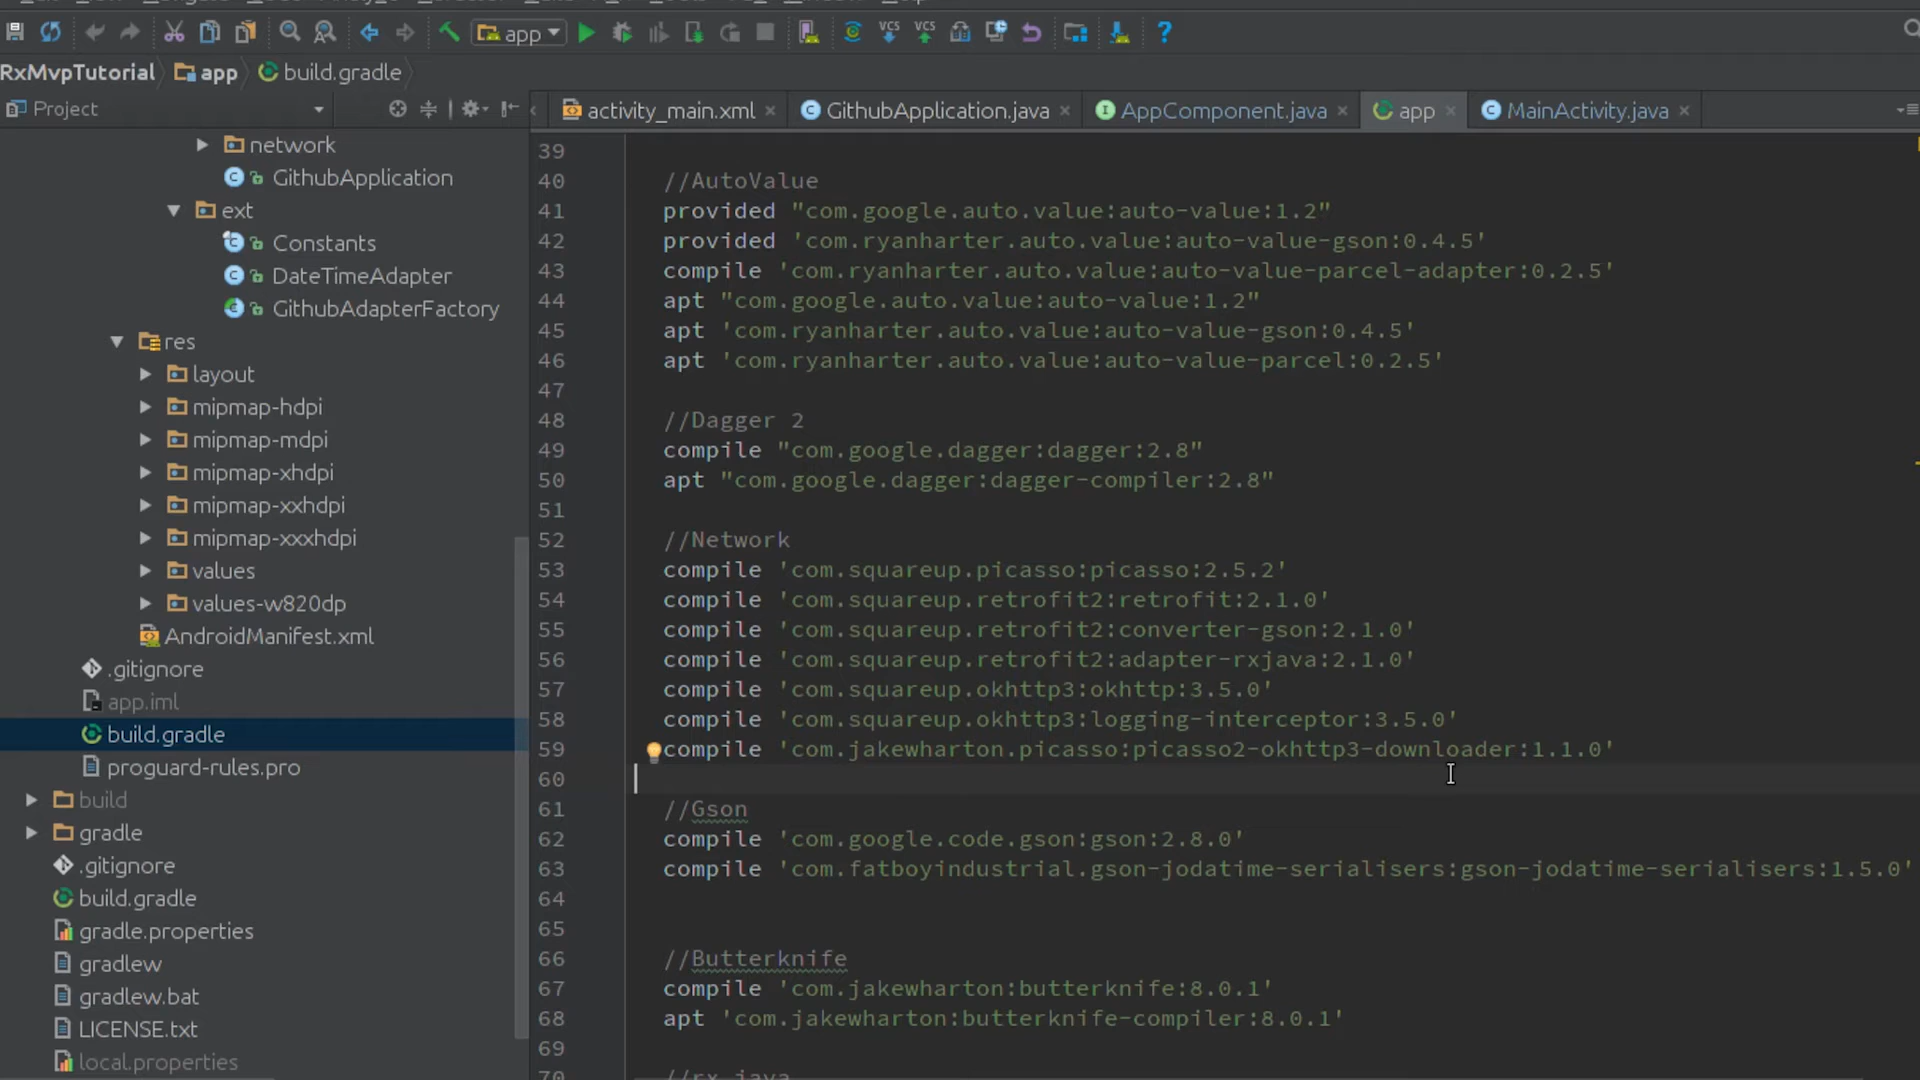 app
VCS
VCS
?
RxMvpTutorial
app
build.gradle
Project
activity_main.xml
GithubApplication.java
AppComponent.java
app
MainActivity.java
network
GithubApplication
ext
Constants
DateTimeAdapter
GithubAdapterFactory
res
layout
mipmap-hdpi
mipmap-mdpi
mipmap-xhdpi
mipmap-xxhdpi
mipmap-xxxhdpi
values
values-w820dp
AndroidManifest.xml
.gitignore
app.iml
build.gradle
proguard-rules.pro
build
gradle
.gitignore
build.gradle
gradle.properties
gradlew
gradlew.bat
LICENSE.txt
local.properties
39
40 //AutoValue
41 provided "com.google.auto.value:auto-value:1.2"
42 provided 'com.ryanharter.auto.value:auto-value-gson:0.4.5'
43 compile 'com.ryanharter.auto.value:auto-value-parcel-adapter:0.2.5'
44 apt "com.google.auto.value:auto-value:1.2"
45 apt 'com.ryanharter.auto.value:auto-value-gson:0.4.5'
46 apt 'com.ryanharter.auto.value:auto-value-parcel:0.2.5'
47
48 //Dagger 2
49 compile "com.google.dagger:dagger:2.8"
50 apt "com.google.dagger:dagger-compiler:2.8"
51
52 //Network
53 compile 'com.squareup.picasso:picasso:2.5.2'
54 compile 'com.squareup.retrofit2:retrofit:2.1.0'
55 compile 'com.squareup.retrofit2:converter-gson:2.1.0'
56 compile 'com.squareup.retrofit2:adapter-rxjava:2.1.0'
57 compile 'com.squareup.okhttp3:okhttp:3.5.0'
58 compile 'com.squareup.okhttp3:logging-interceptor:3.5.0'
59 compile 'com.jakewharton.picasso:picasso2-okhttp3-downloader:1.1.0'
60
61 //Gson
62 compile 'com.google.code.gson:gson:2.8.0'
63 compile 'com.fatboyindustrial.gson-jodatime-serialisers:gson-jodatime-serialisers:1.5.0'
64
65
66 //Butterknife
67 compile 'com.jakewharton:butterknife:8.0.1'
68 apt 'com.jakewharton:butterknife-compiler:8.0.1'
69
70 //rx java